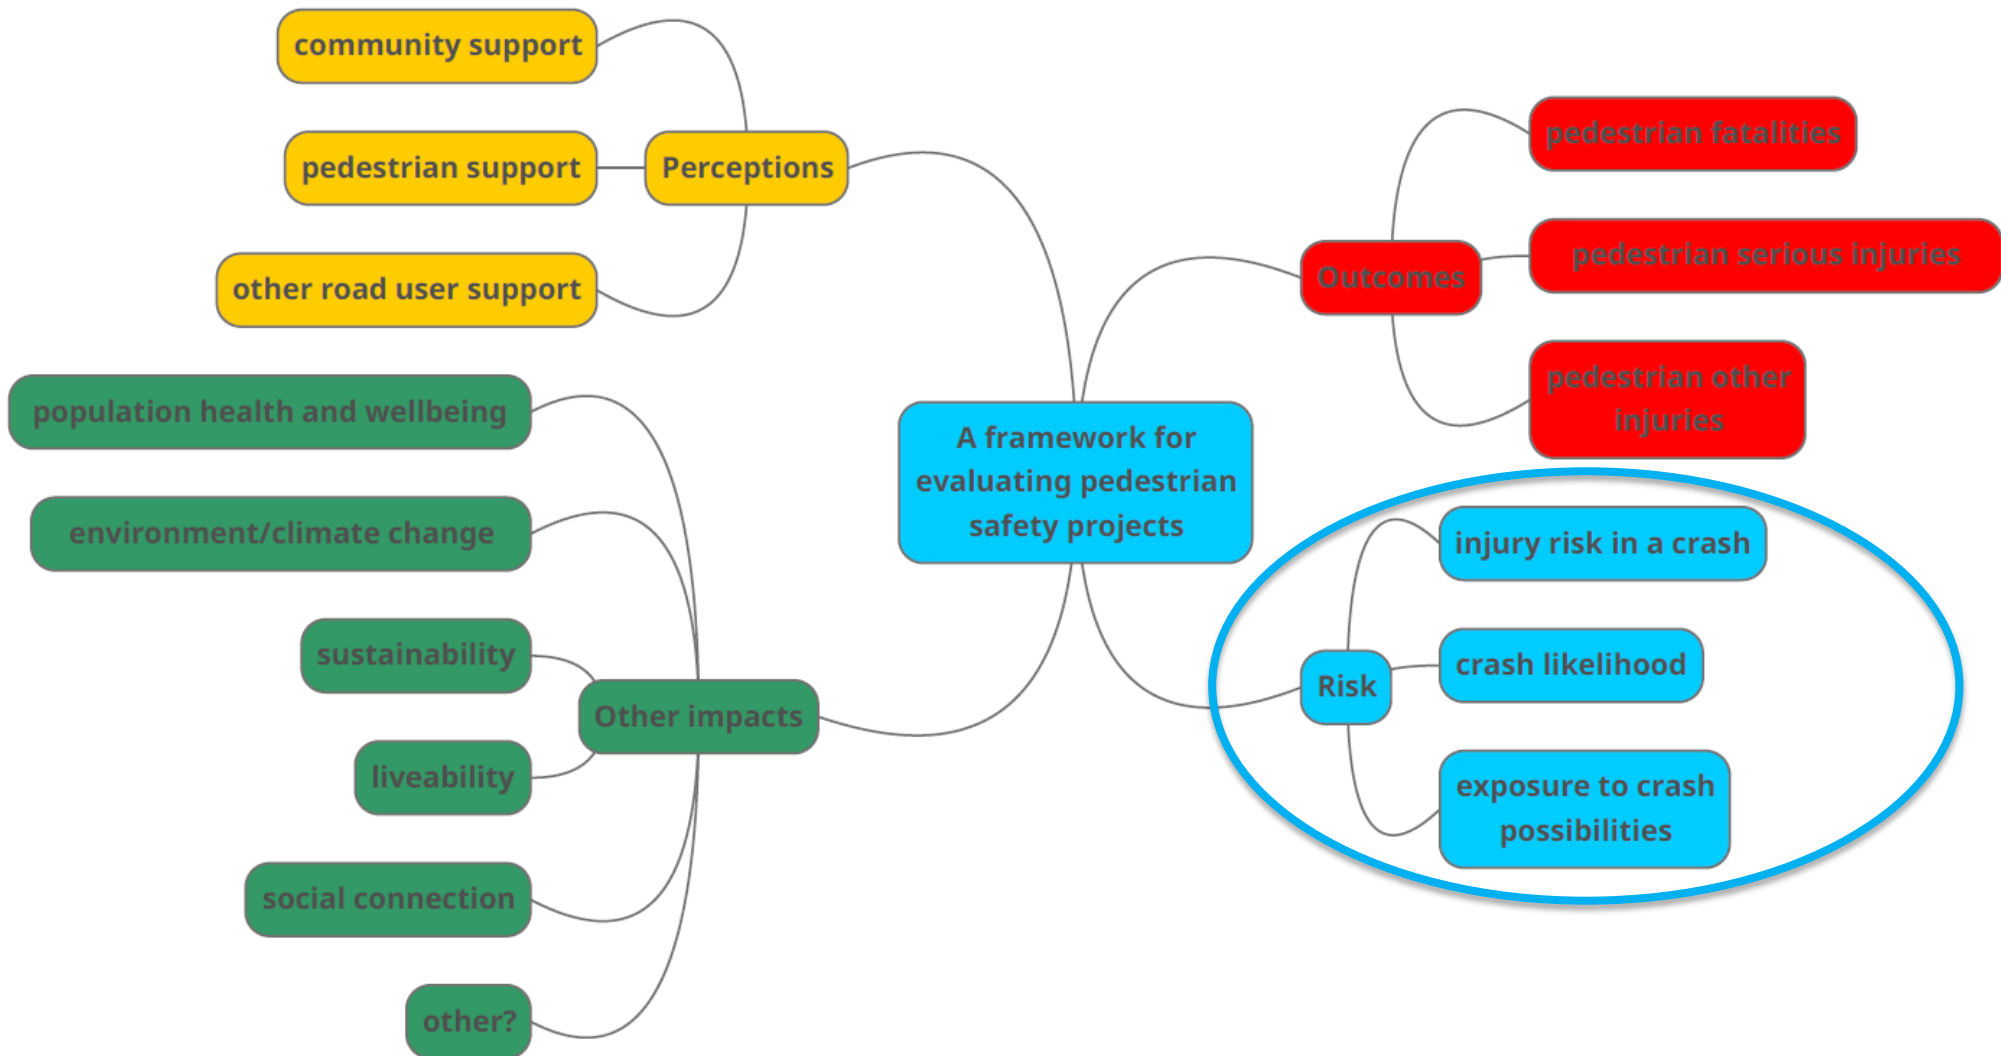 community support
pedestrian support
Perceptions
other road user support
population health and wellbeing
environment/climate change
sustainability
Other impacts
liveability
social connection
other?
A framework for
evaluating pedestrian
safety projects
pedestrian fatalities
Outcomes
pedestrian serious injuries
pedestrian other
injuries
injury risk in a crash
Risk
crash likelihood
exposure to crash
possibilities